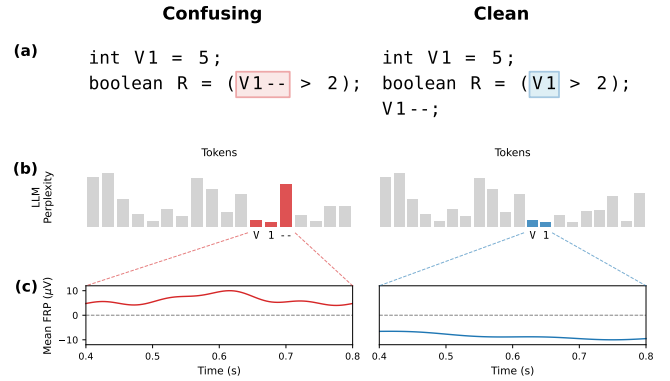 Confusing Clean
(a)
int V1 = 5; int V1 = 5;
boolean R = (V1-- > 2); boolean R = (V1 > 2);
V1--;
(b)
Tokens Tokens
LLM
Perplexity
V 1 -- V 1
(c)
Mean FRP (μV)
10
0
−10
0.4 0.5 0.6 0.7 0.8 0.4 0.5 0.6 0.7 0.8
Time (s) Time (s)